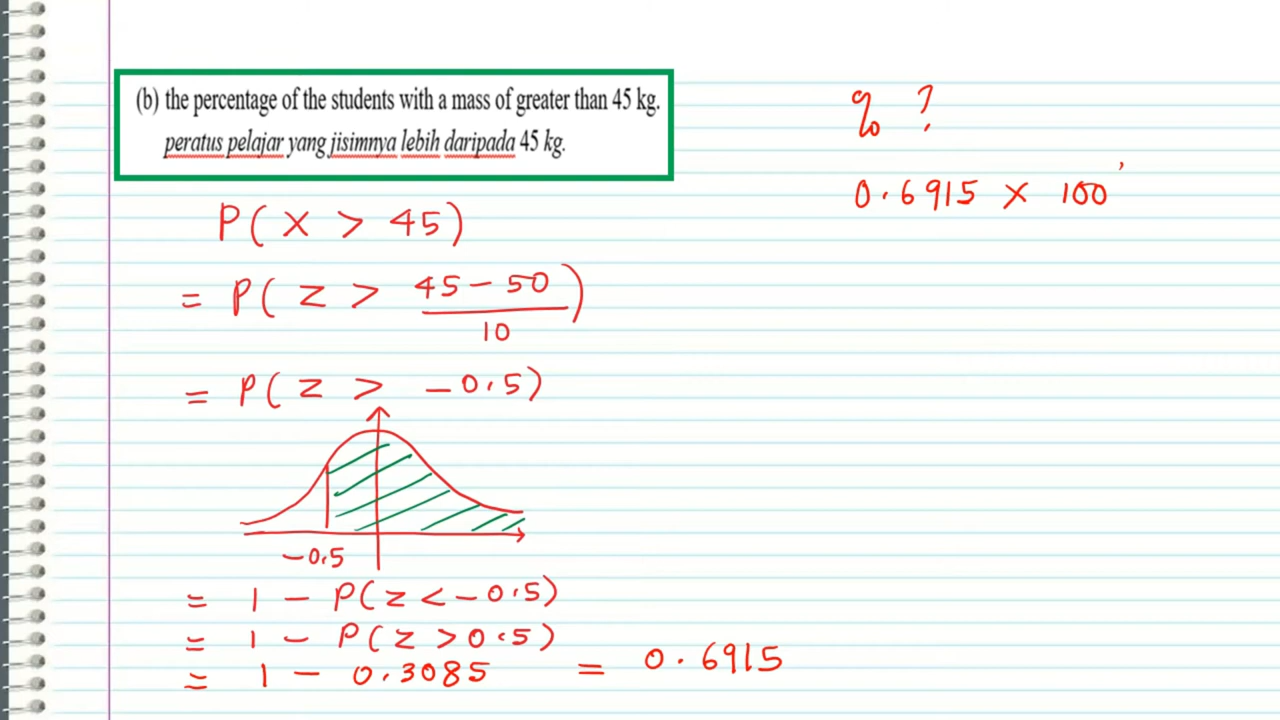 (b) the percentage of the students with a mass of greater than 45 kg.
peratus pelajar yang jisimnya lebih daripada 45 kg.
P( X > 45)
= P( Z > (45 - 50)/10 )
= P( Z > -0.5)
-0.5
= 1 - P( Z < -0.5)
= 1 - P( Z > 0.5)
= 1 - 0.3085 = 0.6915
% ?
0.6915 × 100